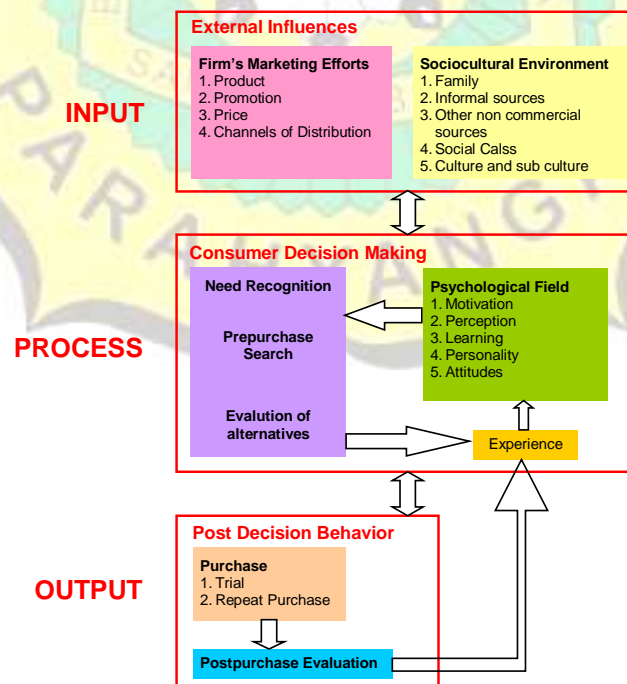 External Influences
INPUT
Firm's Marketing Efforts
1. Product
2. Promotion
3. Price
4. Channels of Distribution
Sociocultural Environment
1. Family
2. Informal sources
3. Other non commercial
sources
4. Social Calss
5. Culture and sub culture
PARAHYANG
Consumer Decision Making
PROCESS
Need Recognition
Prepurchase
Search
Evalution of
alternatives
Psychological Field
1. Motivation
2. Perception
3. Learning
4. Personality
5. Attitudes
Experience
Post Decision Behavior
OUTPUT
Purchase
1. Trial
2. Repeat Purchase
Postpurchase Evaluation